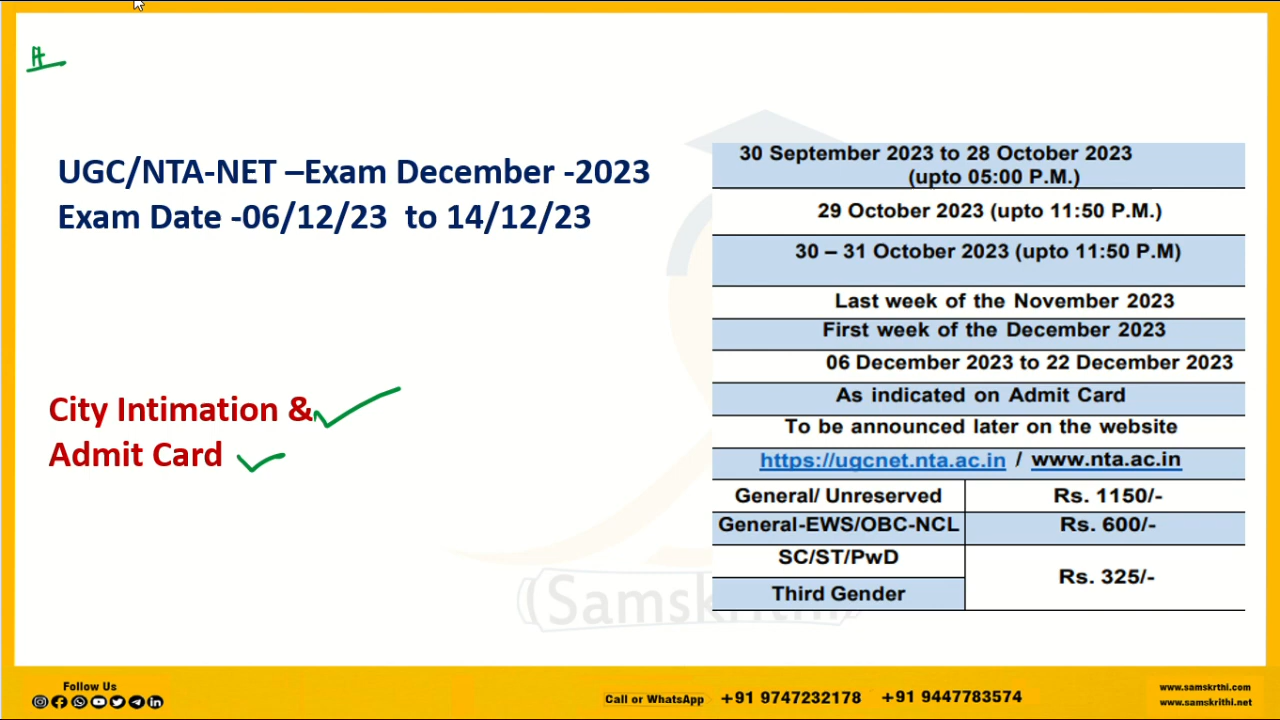 UGC/NTA-NET –Exam December -2023
Exam Date -06/12/23 to 14/12/23
City Intimation &
Admit Card
30 September 2023 to 28 October 2023
(upto 05:00 P.M.)
29 October 2023 (upto 11:50 P.M.)
30 – 31 October 2023 (upto 11:50 P.M)
Last week of the November 2023
First week of the December 2023
06 December 2023 to 22 December 2023
As indicated on Admit Card
To be announced later on the website
https://ugcnet.nta.ac.in / www.nta.ac.in
General/ Unreserved Rs. 1150/-
General-EWS/OBC-NCL Rs. 600/-
SC/ST/PwD
Rs. 325/-
Third Gender
Samskrithi
Follow Us
Call or WhatsApp +91 9747232178 +91 9447783574
www.samskrthi.com
www.samskrithi.net